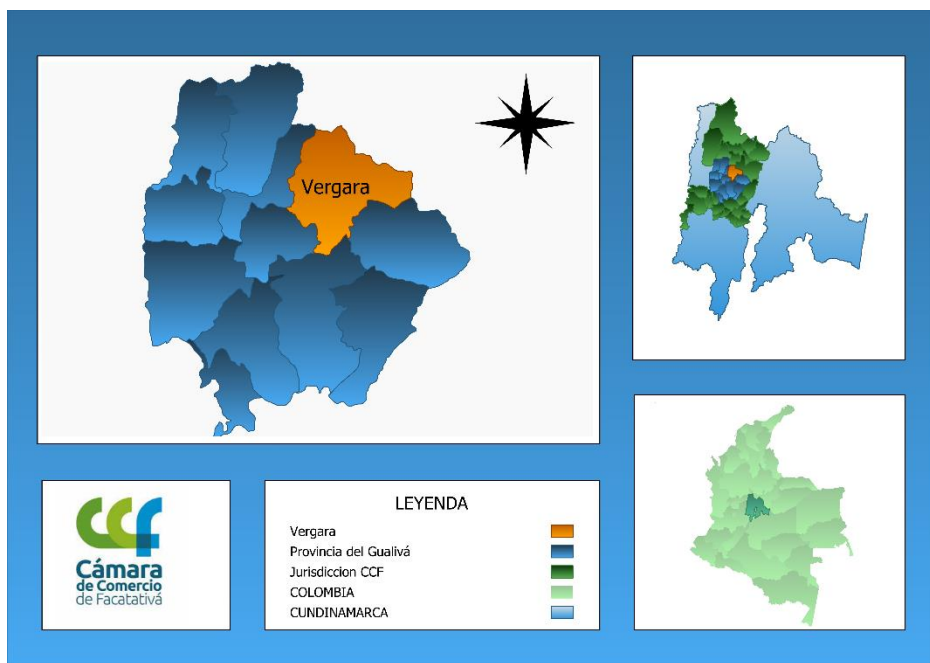 Vergara
CCF
Cámara
de Comercio
de Facatativá
LEYENDA
Vergara
Provincia del Gualivá
Jurisdiccion CCF
COLOMBIA
CUNDINAMARCA